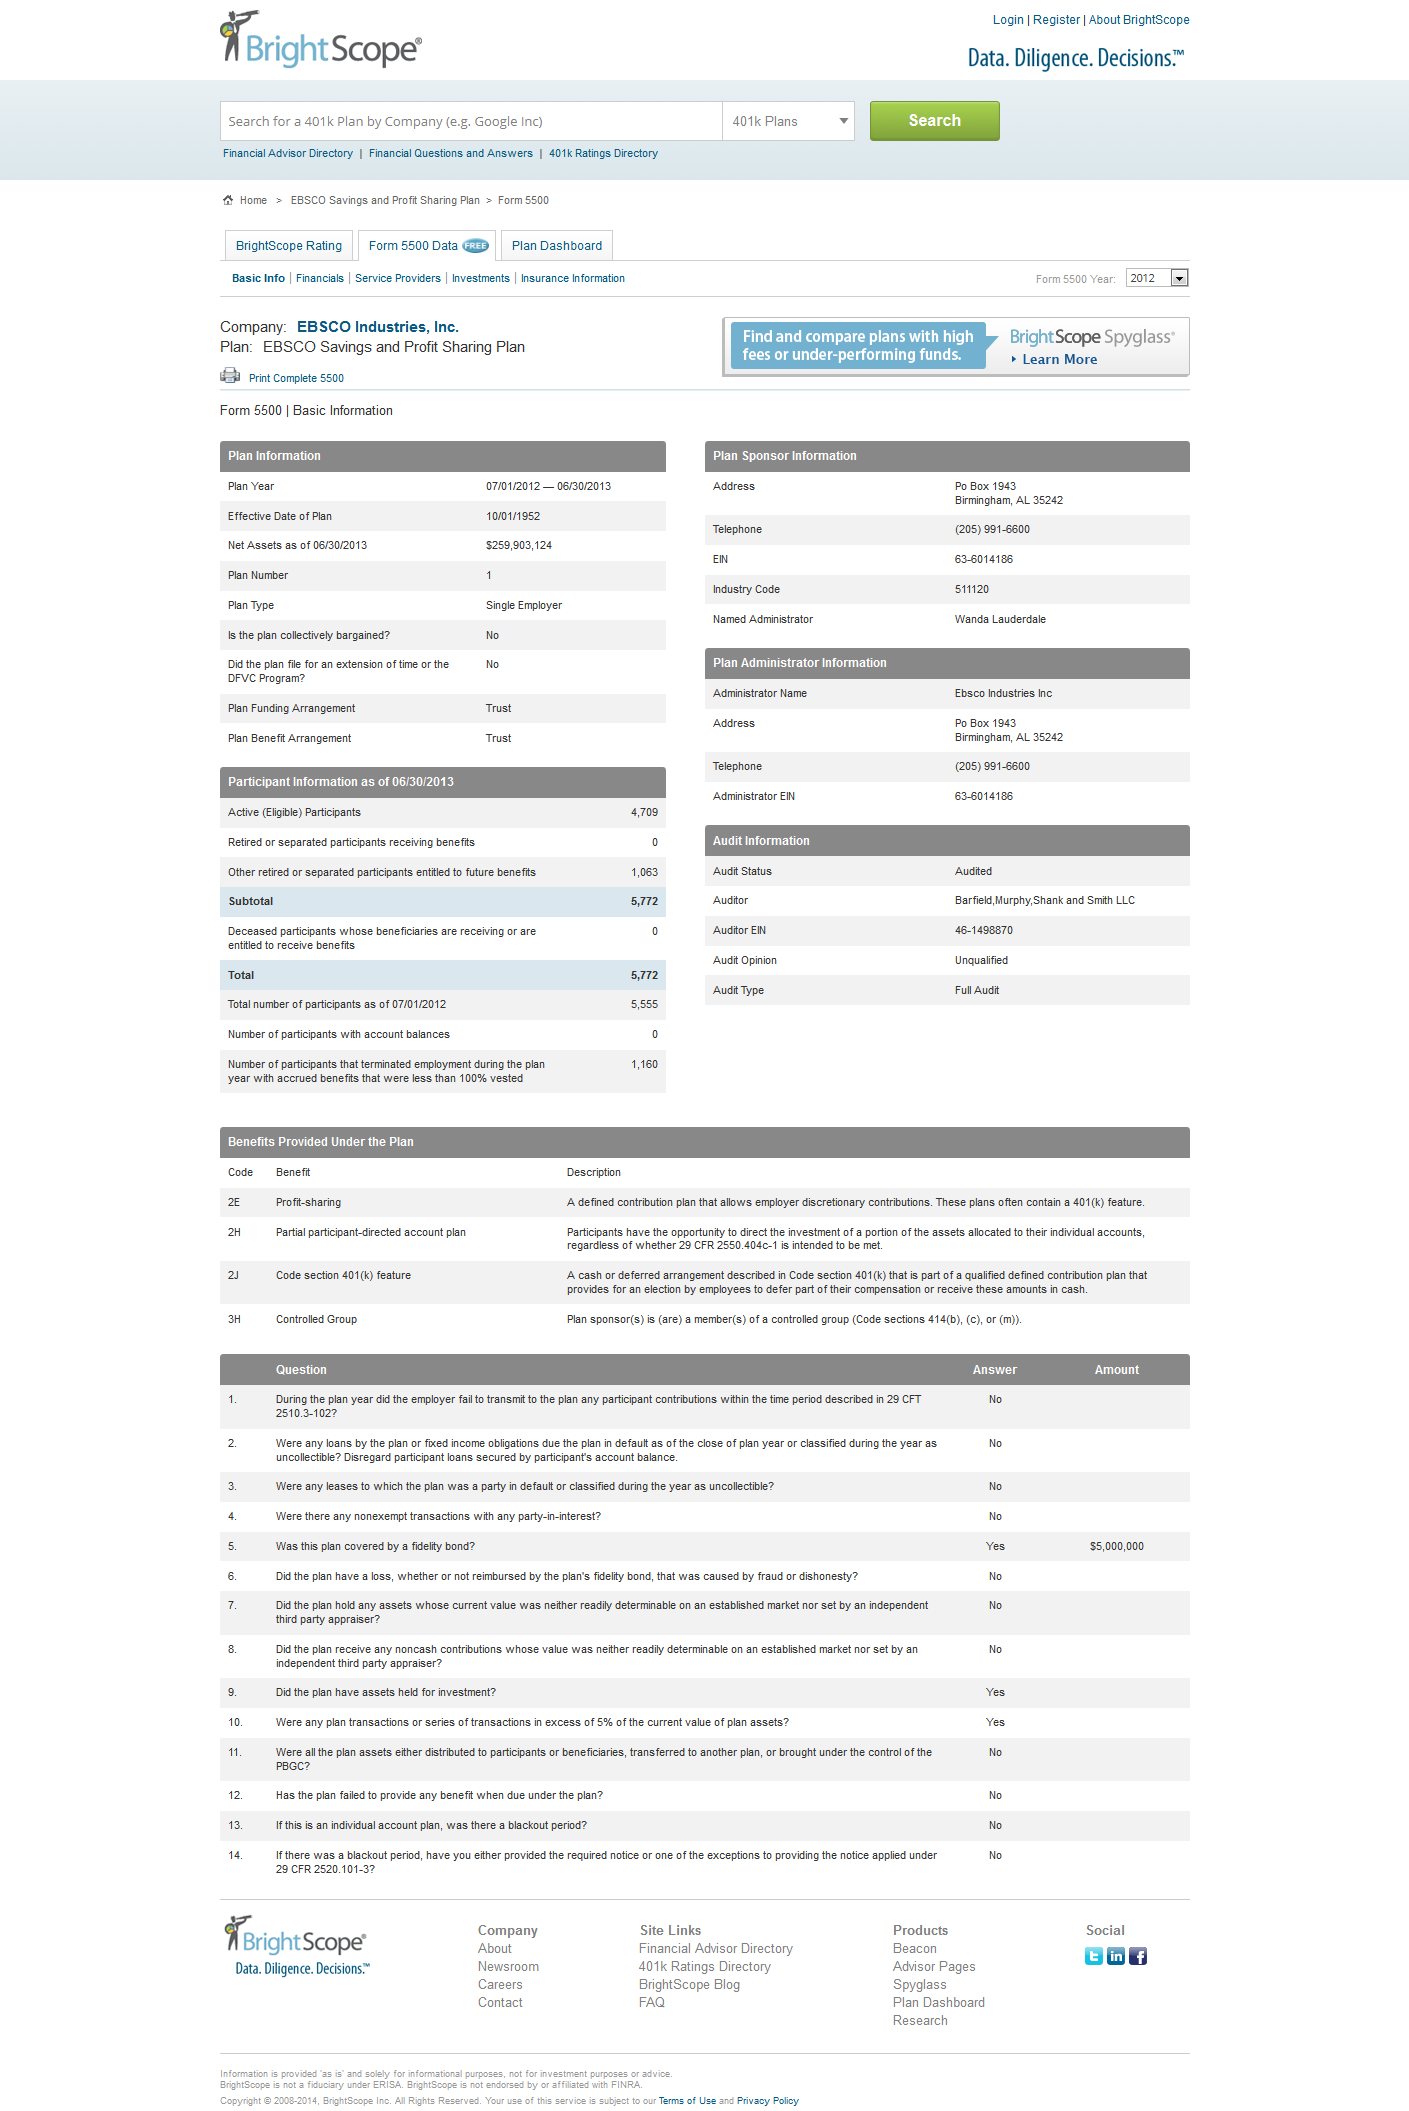 BrightScope®
Login | Register | About BrightScope
Data. Diligence. Decisions.™
Search for a 401k Plan by Company (e.g. Google Inc)
401k Plans
Search
Financial Advisor Directory | Financial Questions and Answers | 401k Ratings Directory
Home > EBSCO Savings and Profit Sharing Plan > Form 5500
BrightScope Rating
Form 5500 Data FREE
Plan Dashboard
Basic Info | Financials | Service Providers | Investments | Insurance Information
Form 5500 Year: 2012
Company: EBSCO Industries, Inc.
Plan: EBSCO Savings and Profit Sharing Plan
Print Complete 5500
Find and compare plans with high
fees or under-performing funds.
BrightScope Spyglass®
Learn More
Form 5500 | Basic Information
Plan Information
Plan Year 07/01/2012 — 06/30/2013
Effective Date of Plan 10/01/1952
Net Assets as of 06/30/2013 $259,903,124
Plan Number 1
Plan Type Single Employer
Is the plan collectively bargained? No
Did the plan file for an extension of time or the No
DFVC Program?
Plan Funding Arrangement Trust
Plan Benefit Arrangement Trust
Participant Information as of 06/30/2013
Active (Eligible) Participants 4,709
Retired or separated participants receiving benefits 0
Other retired or separated participants entitled to future benefits 1,063
Subtotal 5,772
Deceased participants whose beneficiaries are receiving or are 0
entitled to receive benefits
Total 5,772
Total number of participants as of 07/01/2012 5,555
Number of participants with account balances 0
Number of participants that terminated employment during the plan 1,160
year with accrued benefits that were less than 100% vested
Plan Sponsor Information
Address Po Box 1943
Birmingham, AL 35242
Telephone (205) 991-6600
EIN 63-6014186
Industry Code 511120
Named Administrator Wanda Lauderdale
Plan Administrator Information
Administrator Name Ebsco Industries Inc
Address Po Box 1943
Birmingham, AL 35242
Telephone (205) 991-6600
Administrator EIN 63-6014186
Audit Information
Audit Status Audited
Auditor Barfield,Murphy,Shank and Smith LLC
Auditor EIN 46-1498870
Audit Opinion Unqualified
Audit Type Full Audit
Benefits Provided Under the Plan
Code Benefit Description
2E Profit-sharing A defined contribution plan that allows employer discretionary contributions. These plans often contain a 401(k) feature.
2H Partial participant-directed account plan Participants have the opportunity to direct the investment of a portion of the assets allocated to their individual accounts,
regardless of whether 29 CFR 2550.404c-1 is intended to be met.
2J Code section 401(k) feature A cash or deferred arrangement described in Code section 401(k) that is part of a qualified defined contribution plan that
provides for an election by employees to defer part of their compensation or receive these amounts in cash.
3H Controlled Group Plan sponsor(s) is (are) a member(s) of a controlled group (Code sections 414(b), (c), or (m)).
Question Answer Amount
1. During the plan year did the employer fail to transmit to the plan any participant contributions within the time period described in 29 CFT No
2510.3-102?
2. Were any loans by the plan or fixed income obligations due the plan in default as of the close of plan year or classified during the year as No
uncollectible? Disregard participant loans secured by participant's account balance.
3. Were any leases to which the plan was a party in default or classified during the year as uncollectible? No
4. Were there any nonexempt transactions with any party-in-interest? No
5. Was this plan covered by a fidelity bond? Yes $5,000,000
6. Did the plan have a loss, whether or not reimbursed by the plan's fidelity bond, that was caused by fraud or dishonesty? No
7. Did the plan hold any assets whose current value was neither readily determinable on an established market nor set by an independent No
third party appraiser?
8. Did the plan receive any noncash contributions whose value was neither readily determinable on an established market nor set by an No
independent third party appraiser?
9. Did the plan have assets held for investment? Yes
10. Were any plan transactions or series of transactions in excess of 5% of the current value of plan assets? Yes
11. Were all the plan assets either distributed to participants or beneficiaries, transferred to another plan, or brought under the control of the No
PBGC?
12. Has the plan failed to provide any benefit when due under the plan? No
13. If this is an individual account plan, was there a blackout period? No
14. If there was a blackout period, have you either provided the required notice or one of the exceptions to providing the notice applied under No
29 CFR 2520.101-3?
BrightScope®
Data. Diligence. Decisions.™
Company
About
Newsroom
Careers
Contact
Site Links
Financial Advisor Directory
401k Ratings Directory
BrightScope Blog
FAQ
Products
Beacon
Advisor Pages
Spyglass
Plan Dashboard
Research
Social
t in f
Information is provided 'as is' and solely for informational purposes, not for investment purposes or advice.
BrightScope is not a fiduciary under ERISA. BrightScope is not endorsed by or affiliated with FINRA.
Copyright © 2008-2014, BrightScope Inc. All Rights Reserved. Your use of this service is subject to our Terms of Use and Privacy Policy